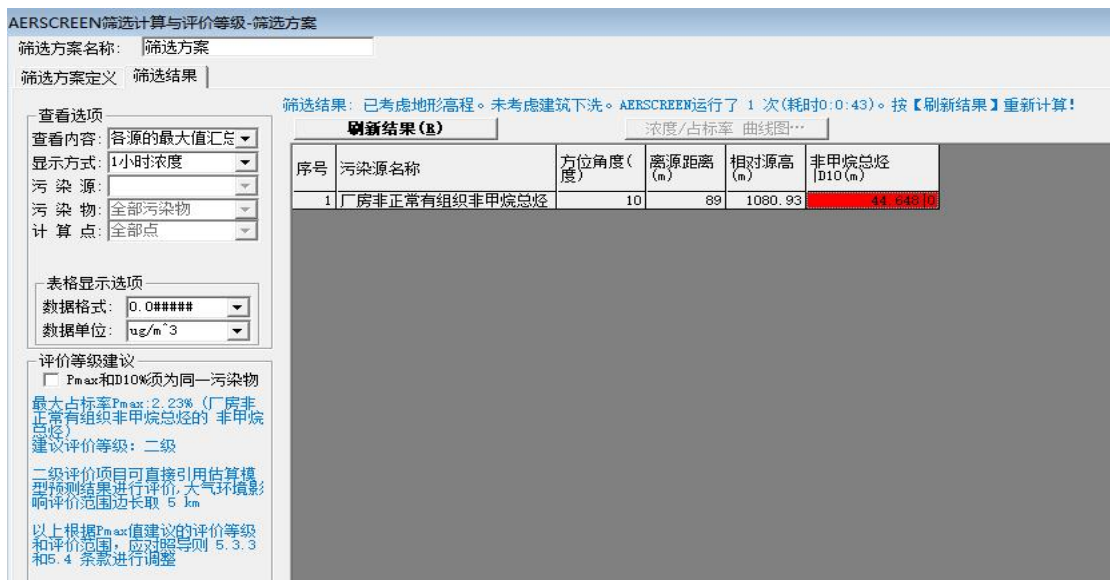 AERSCREEN筛选计算与评价等级-筛选方案
筛选方案名称: 筛选方案
筛选方案定义 筛选结果
筛选结果: 已考虑地形高程。未考虑建筑下洗。AERSCREEN运行了 1 次(耗时0:0:43)。按【刷新结果】重新计算!
查看选项
刷新结果(R) 浓度/占标率 曲线图…
查看内容: 各源的最大值汇总
显示方式: 1小时浓度
污 染 源:
污 染 物: 全部污染物
计 算 点: 全部点
序号 污染源名称 方位角度(度) 离源距离(m) 相对源高(m) 非甲烷总烃|D10(m)
1 厂房非正常有组织非甲烷总烃 10 89 1080.93 44.648|0
表格显示选项
数据格式: 0.0#####
数据单位: ug/m^3
评价等级建议
Pmax和D10%须为同一污染物
最大占标率Pmax:2.23% (厂房非
正常有组织非甲烷总烃的 非甲烷
总烃)
建议评价等级: 二级
二级评价项目可直接引用估算模
型预测结果进行评价,大气环境影
响评价范围边长取 5 km
以上根据Pmax值建议的评价等级
和评价范围,应对照导则 5.3.3
和5.4 条款进行调整